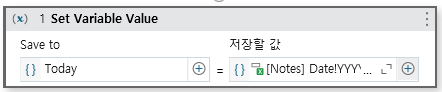 (x) 1 Set Variable Value
Save to 저장할 값
{} Today = {} [Notes] Date!YYYY...